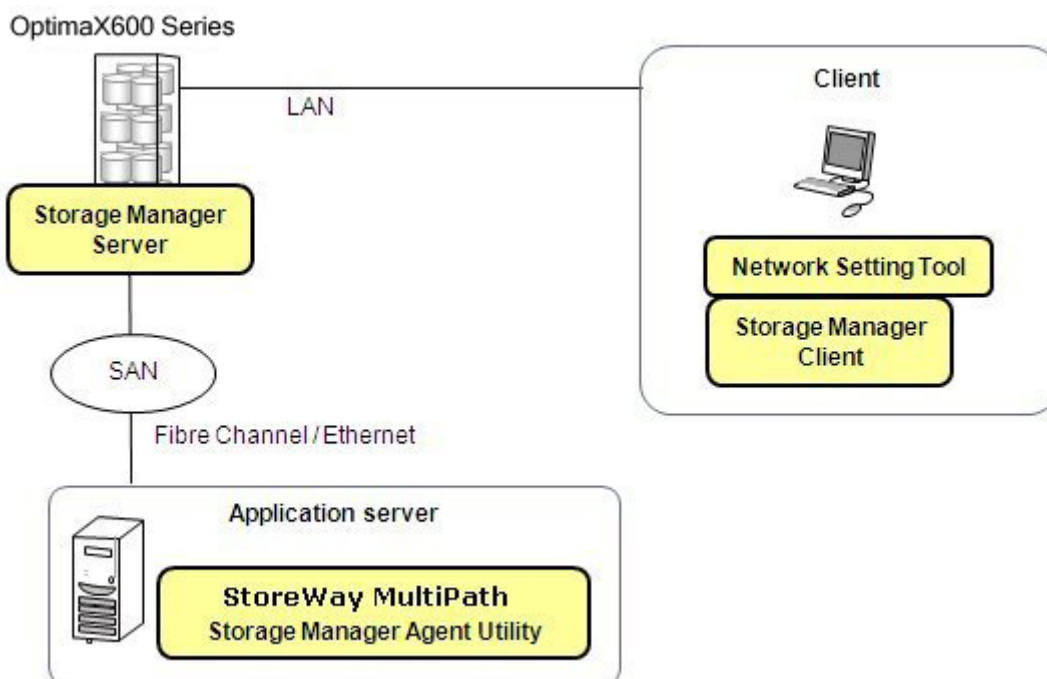 OptimaX600 Series
LAN
Client
Storage Manager
Server
Network Setting Tool
Storage Manager
Client
SAN
Fibre Channel / Ethernet
Application server
StoreWay MultiPath
Storage Manager Agent Utility